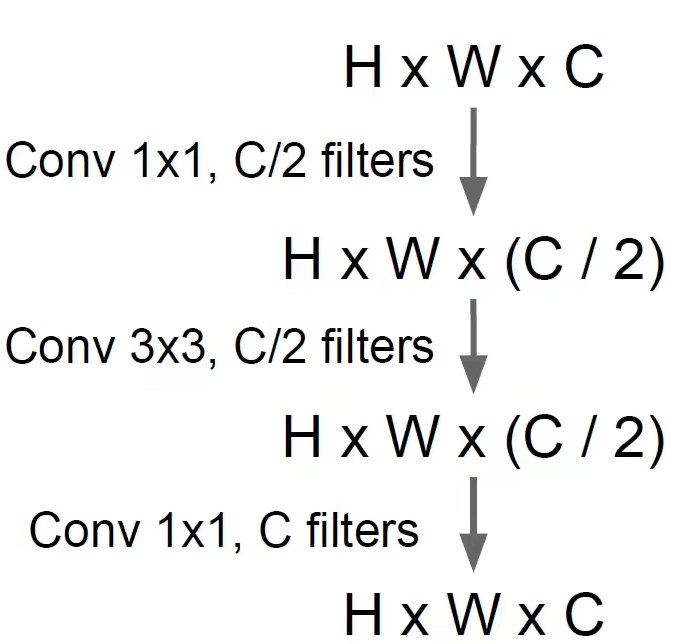 H x W x C
Conv 1x1, C/2 filters
H x W x (C / 2)
Conv 3x3, C/2 filters
H x W x (C / 2)
Conv 1x1, C filters
H x W x C